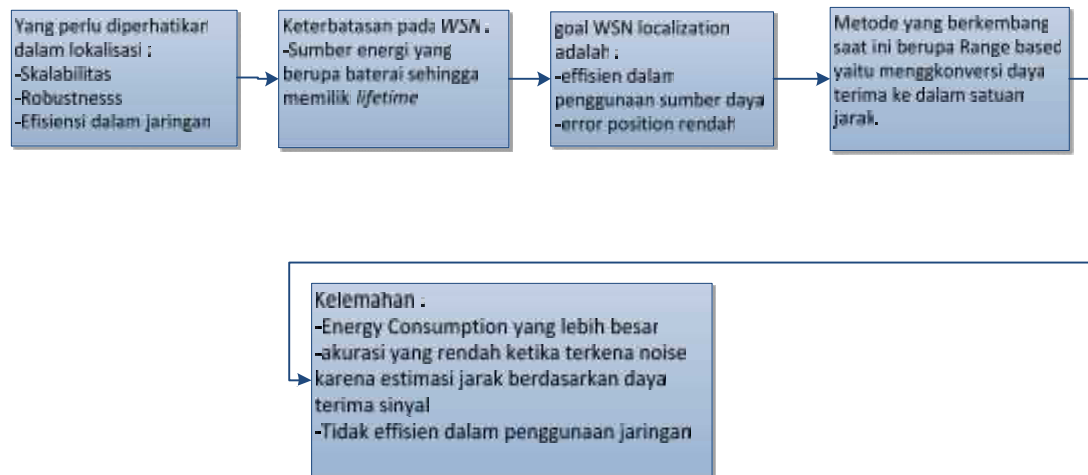 Yang perlu diperhatikan
dalam lokalisasi :
-Skalabilitas
-Robustnesss
-Efisiensi dalam jaringan
Keterbatasan pada WSN :
-Sumber energi yang
berupa baterai sehingga
memilik lifetime
goal WSN localization
adalah :
-effisien dalam
penggunaan sumber daya
-error position rendah
Metode yang berkembang
saat ini berupa Range based
yaitu menggkonversi daya
terima ke dalam satuan
jarak.
Kelemahan :
-Energy Consumption yang lebih besar
-akurasi yang rendah ketika terkena noise
karena estimasi jarak berdasarkan daya
terima sinyal
-Tidak effisien dalam penggunaan jaringan